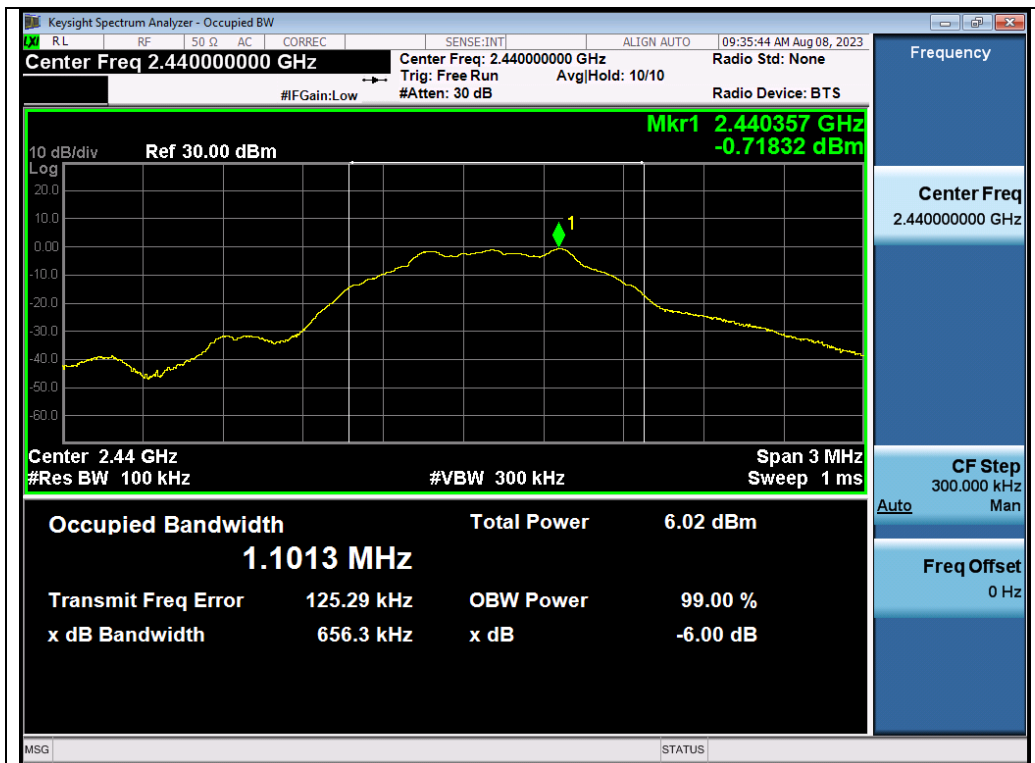 Keysight Spectrum Analyzer - Occupied BW
LXI RL RF 50 Ω AC CORREC SENSE:INT ALIGN AUTO 09:35:44 AM Aug 08, 2023
Center Freq 2.440000000 GHz
Center Freq: 2.440000000 GHz Radio Std: None
Trig: Free Run Avg|Hold: 10/10
#IFGain:Low #Atten: 30 dB Radio Device: BTS
Mkr1 2.440357 GHz
-0.71832 dBm
10 dB/div Ref 30.00 dBm
Log
20.0
10.0
0.00
-10.0
-20.0
-30.0
-40.0
-50.0
-60.0
1
Center 2.44 GHz Span 3 MHz
#Res BW 100 kHz #VBW 300 kHz Sweep 1 ms
Occupied Bandwidth Total Power 6.02 dBm
1.1013 MHz
Transmit Freq Error 125.29 kHz OBW Power 99.00 %
x dB Bandwidth 656.3 kHz x dB -6.00 dB
Frequency
Center Freq
2.440000000 GHz
CF Step
300.000 kHz
Auto Man
Freq Offset
0 Hz
MSG STATUS